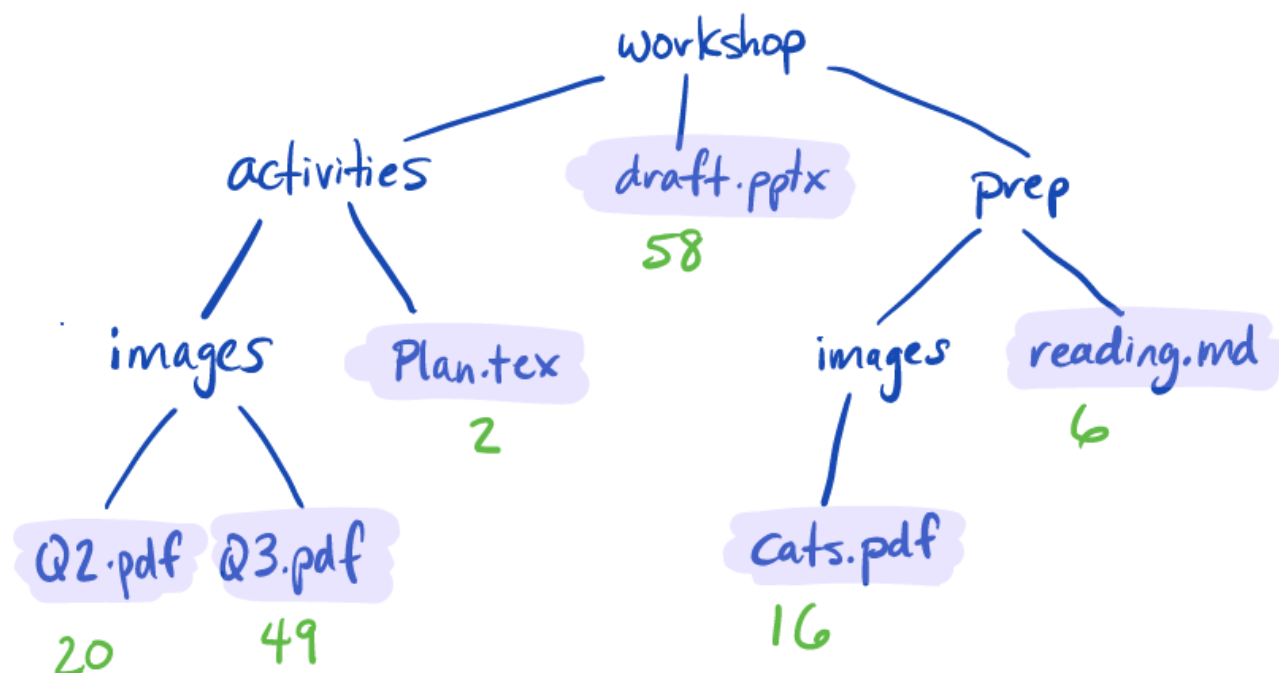 workshop
activities
draft.pptx
prep
58
images
Plan.tex
images
reading.md
2
6
Q2.pdf
Q3.pdf
Cats.pdf
20
49
16